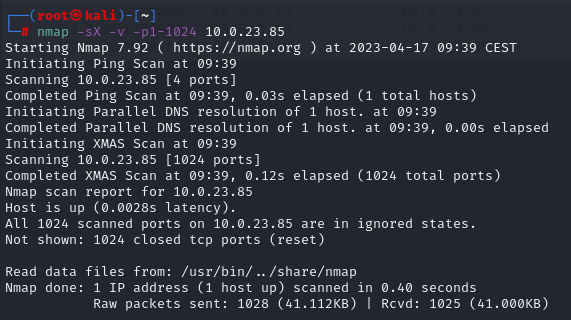 ┌──(root㉿kali)-[~]
└─# nmap -sX -v -p1-1024 10.0.23.85
Starting Nmap 7.92 ( https://nmap.org ) at 2023-04-17 09:39 CEST
Initiating Ping Scan at 09:39
Scanning 10.0.23.85 [4 ports]
Completed Ping Scan at 09:39, 0.03s elapsed (1 total hosts)
Initiating Parallel DNS resolution of 1 host. at 09:39
Completed Parallel DNS resolution of 1 host. at 09:39, 0.00s elapsed
Initiating XMAS Scan at 09:39
Scanning 10.0.23.85 [1024 ports]
Completed XMAS Scan at 09:39, 0.12s elapsed (1024 total ports)
Nmap scan report for 10.0.23.85
Host is up (0.0028s latency).
All 1024 scanned ports on 10.0.23.85 are in ignored states.
Not shown: 1024 closed tcp ports (reset)
Read data files from: /usr/bin/../share/nmap
Nmap done: 1 IP address (1 host up) scanned in 0.40 seconds
Raw packets sent: 1028 (41.112KB) | Rcvd: 1025 (41.000KB)